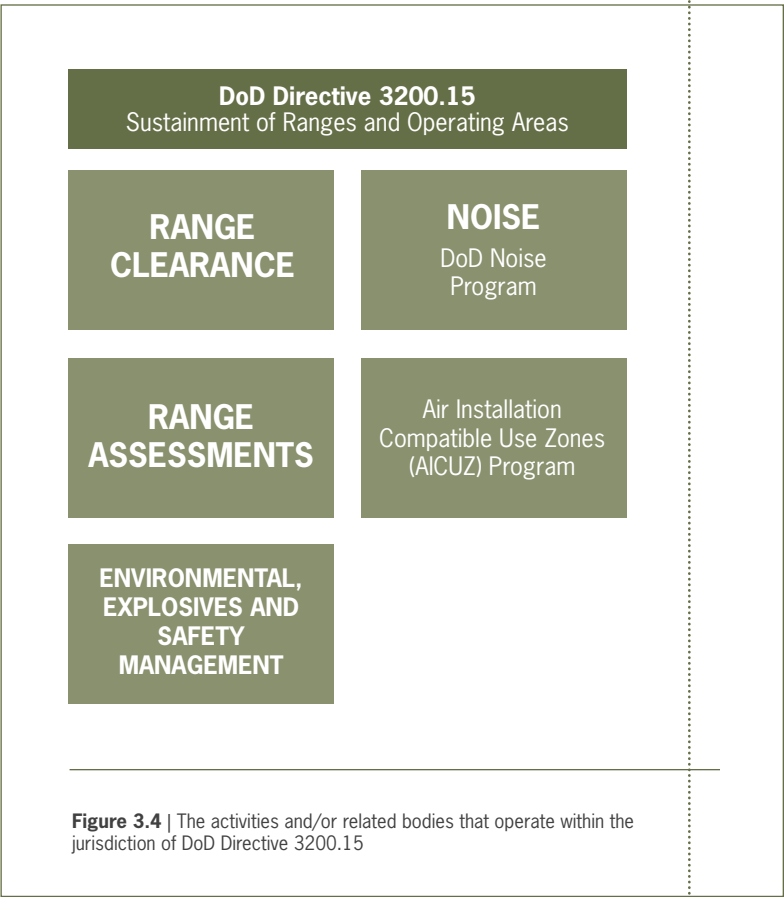 DoD Directive 3200.15
Sustainment of Ranges and Operating Areas
RANGE
CLEARANCE
NOISE
DoD Noise
Program
RANGE
ASSESSMENTS
Air Installation
Compatible Use Zones
(AICUZ) Program
ENVIRONMENTAL,
EXPLOSIVES AND
SAFETY
MANAGEMENT
Figure 3.4 | The activities and/or related bodies that operate within the
jurisdiction of DoD Directive 3200.15